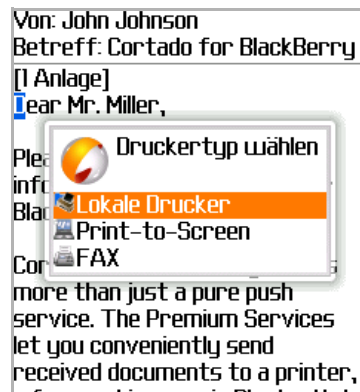 Von: John Johnson
Betreff: Cortado for BlackBerry
[1 Anlage]
Dear Mr. Miller,
Druckertyp wählen
Lokale Drucker
Print-to-Screen
FAX
more than just a pure push
service. The Premium Services
let you conveniently send
received documents to a printer,